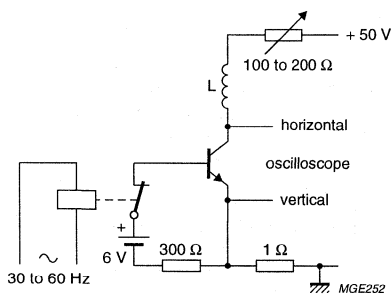 + 50 V
100 to 200 Ω
L
horizontal
oscilloscope
vertical
+
6 V
300 Ω
1 Ω
30 to 60 Hz
MGE252